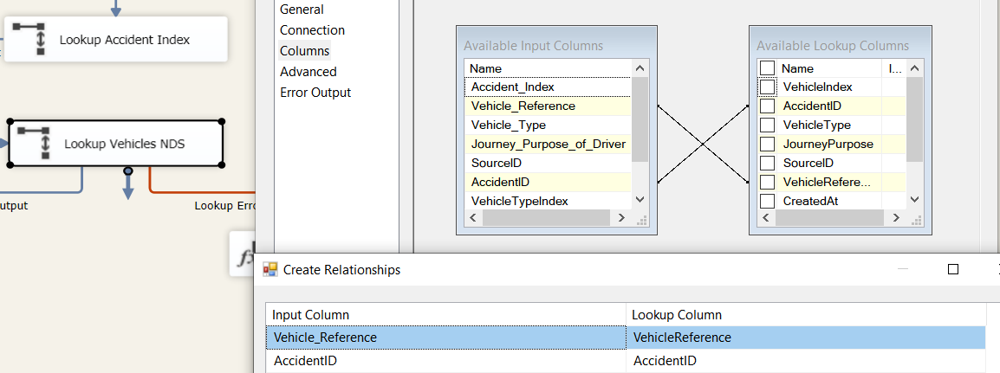 Lookup Accident Index
Lookup Vehicles NDS
utput
Lookup Erro
fx
General
Connection
Columns
Advanced
Error Output
Available Input Columns
Name
Accident_Index
Vehicle_Reference
Vehicle_Type
Journey_Purpose_of_Driver
SourceID
AccidentID
VehicleTypeIndex
Available Lookup Columns
Name I...
VehicleIndex
AccidentID
VehicleType
JourneyPurpose
SourceID
VehicleRefere...
CreatedAt
Create Relationships
Input Column Lookup Column
Vehicle_Reference VehicleReference
AccidentID AccidentID